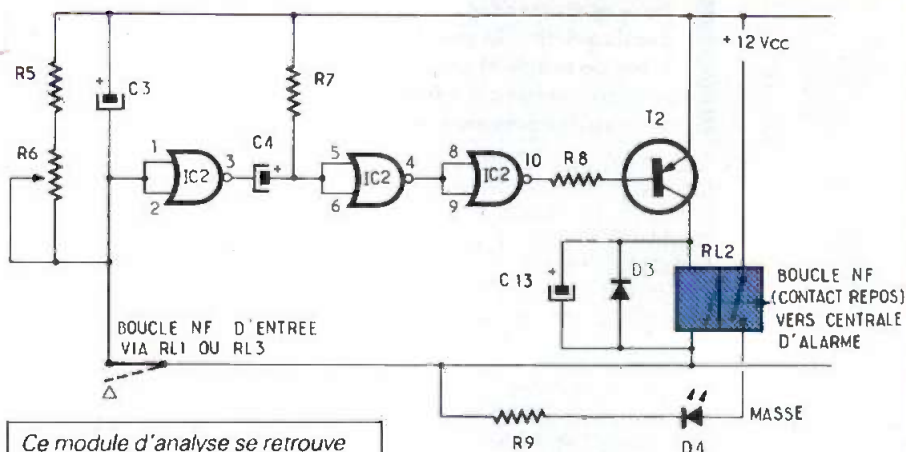 + 12 Vcc
R5
+
C3
R7
T2
R6
C4
+
1
2
3
IC2
5
6
4
IC2
8
9
10
IC2
R8
RL2
C 13
+
D3
BOUCLE NF
(CONTACT REPOS)
VERS CENTRALE
D'ALARME
BOUCLE NF D'ENTREE
VIA RL1 OU RL3
MASSE
R9
D4
Ce module d'analyse se retrouve